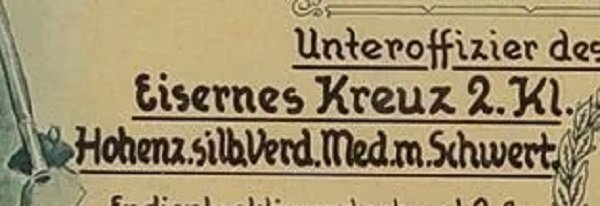 Unteroffizier des
Eisernes Kreuz 2. Kl.
Hohenz.silb.Verd.Med.m.Schwert.